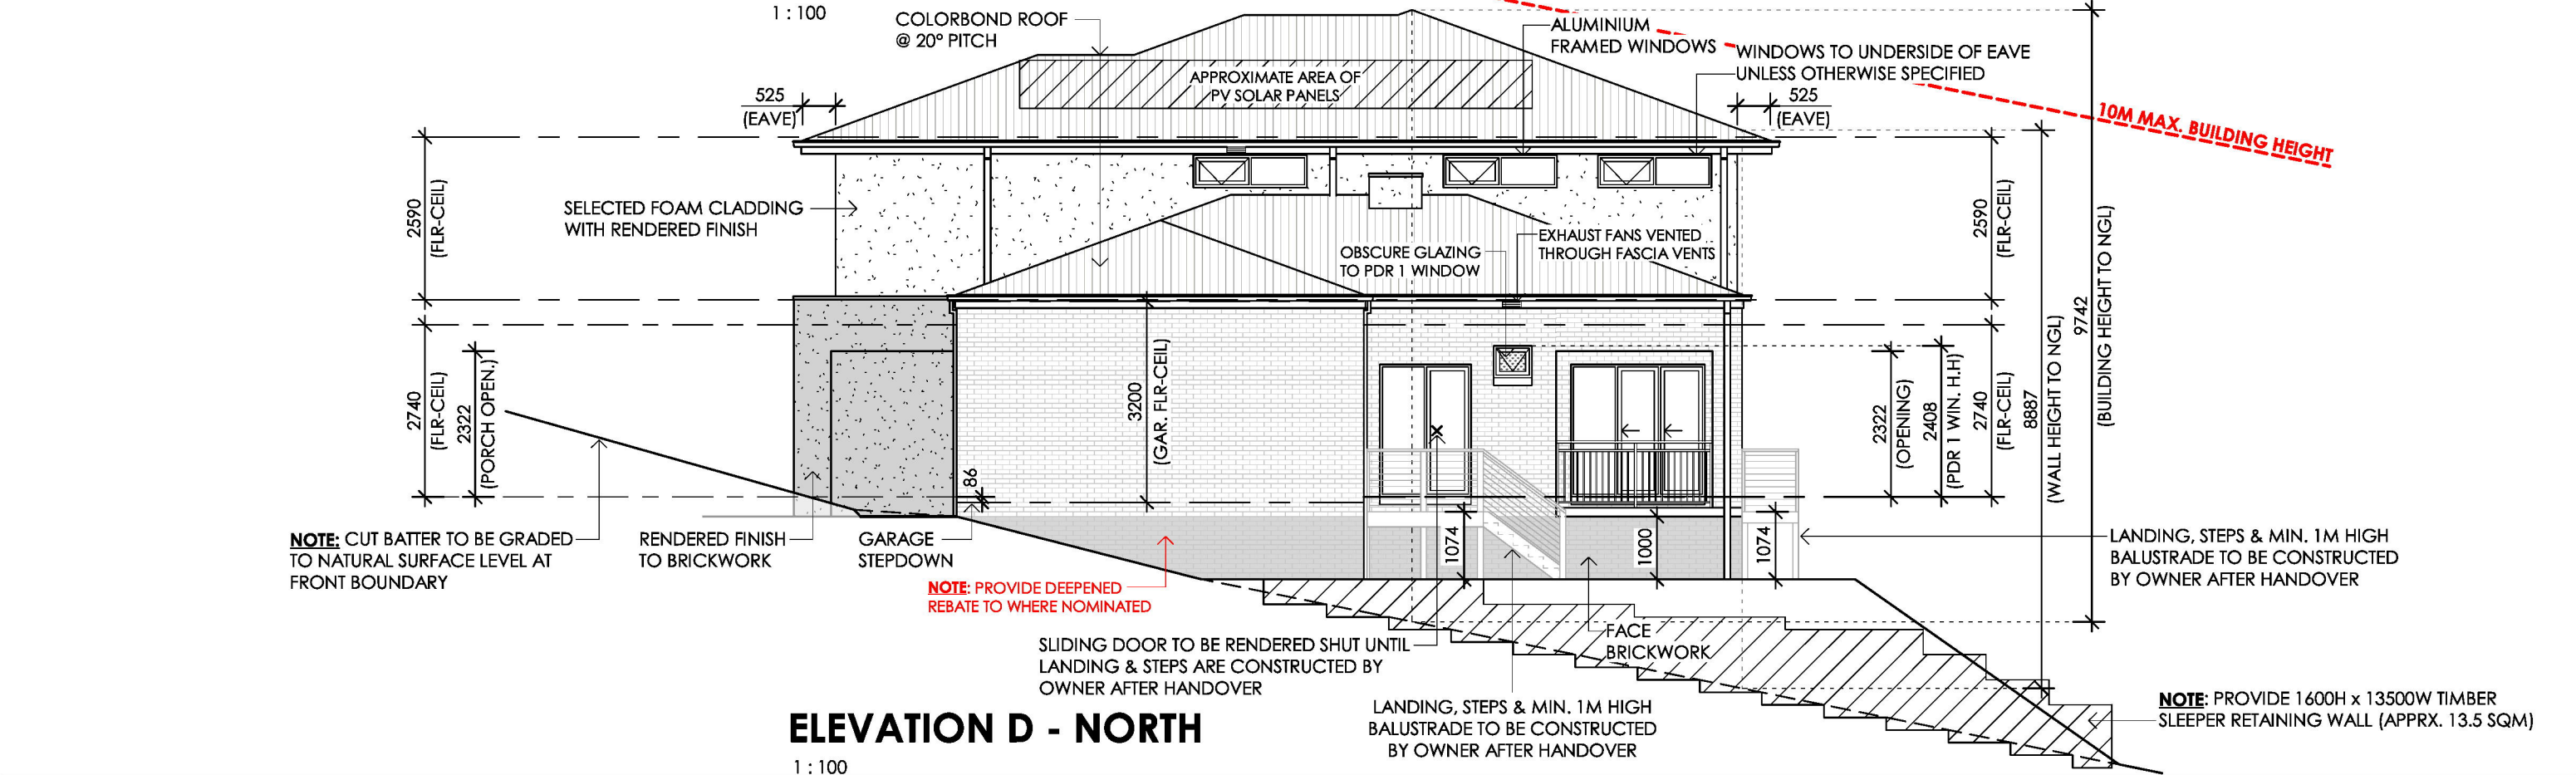 1 : 100
COLORBOND ROOF
@ 20° PITCH
ALUMINIUM
FRAMED WINDOWS
WINDOWS TO UNDERSIDE OF EAVE
UNLESS OTHERWISE SPECIFIED
APPROXIMATE AREA OF
PV SOLAR PANELS
525
(EAVE)
525
(EAVE)
10M MAX. BUILDING HEIGHT
2590
(FLR-CEIL)
SELECTED FOAM CLADDING
WITH RENDERED FINISH
OBSCURE GLAZING
TO PDR 1 WINDOW
EXHAUST FANS VENTED
THROUGH FASCIA VENTS
2590
(FLR-CEIL)
9742
(BUILDING HEIGHT TO NGL)
2740
(FLR-CEIL)
2322
(PORCH OPEN.)
86
3200
(GAR. FLR-CEIL)
2322
(OPENING)
2408
(PDR 1 WIN. H.H)
2740
(FLR-CEIL)
8887
(WALL HEIGHT TO NGL)
NOTE: CUT BATTER TO BE GRADED
TO NATURAL SURFACE LEVEL AT
FRONT BOUNDARY
RENDERED FINISH
TO BRICKWORK
GARAGE
STEPDOWN
1074
1000
1074
LANDING, STEPS & MIN. 1M HIGH
BALUSTRADE TO BE CONSTRUCTED
BY OWNER AFTER HANDOVER
NOTE: PROVIDE DEEPENED
REBATE TO WHERE NOMINATED
SLIDING DOOR TO BE RENDERED SHUT UNTIL
LANDING & STEPS ARE CONSTRUCTED BY
OWNER AFTER HANDOVER
FACE
BRICKWORK
LANDING, STEPS & MIN. 1M HIGH
BALUSTRADE TO BE CONSTRUCTED
BY OWNER AFTER HANDOVER
NOTE: PROVIDE 1600H x 13500W TIMBER
SLEEPER RETAINING WALL (APPRX. 13.5 SQM)
ELEVATION D - NORTH
1 : 100